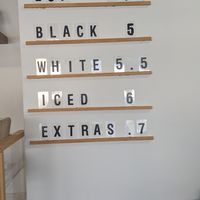 BLACK 5
WHITE 5.5
ICED 6
EXTRAS .7